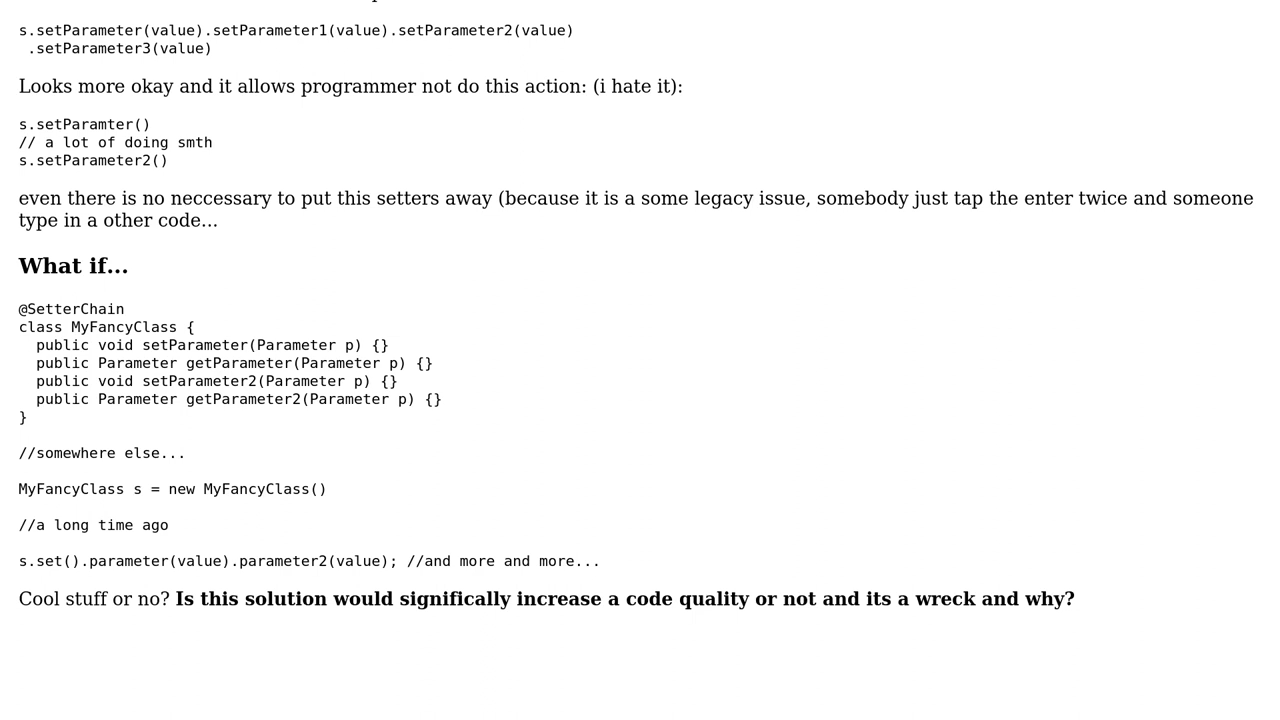 s.setParameter(value).setParameter1(value).setParameter2(value)
 .setParameter3(value)
Looks more okay and it allows programmer not do this action: (i hate it):
s.setParamter()
// a lot of doing smth
s.setParameter2()
even there is no neccessary to put this setters away (because it is a some legacy issue, somebody just tap the enter twice and someone
type in a other code...
What if...
@SetterChain
class MyFancyClass {
  public void setParameter(Parameter p) {}
  public Parameter getParameter(Parameter p) {}
  public void setParameter2(Parameter p) {}
  public Parameter getParameter2(Parameter p) {}
}
//somewhere else...
MyFancyClass s = new MyFancyClass()
//a long time ago
s.set().parameter(value).parameter2(value); //and more and more...
Cool stuff or no? Is this solution would significally increase a code quality or not and its a wreck and why?